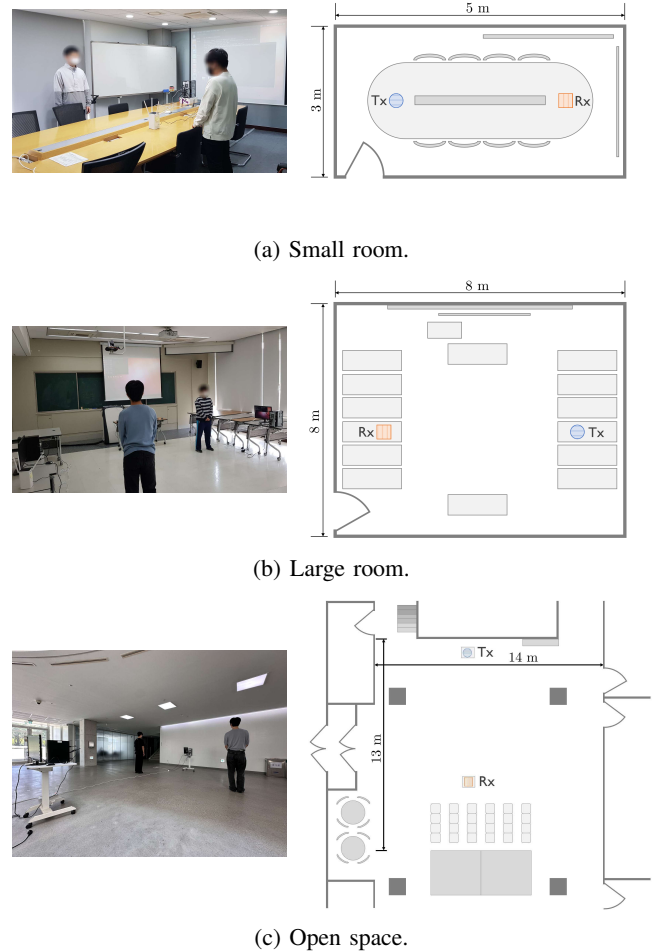 5 m
3 m
Tx
Rx
(a) Small room.
8 m
8 m
Rx
Tx
(b) Large room.
Tx
14 m
13 m
Rx
(c) Open space.